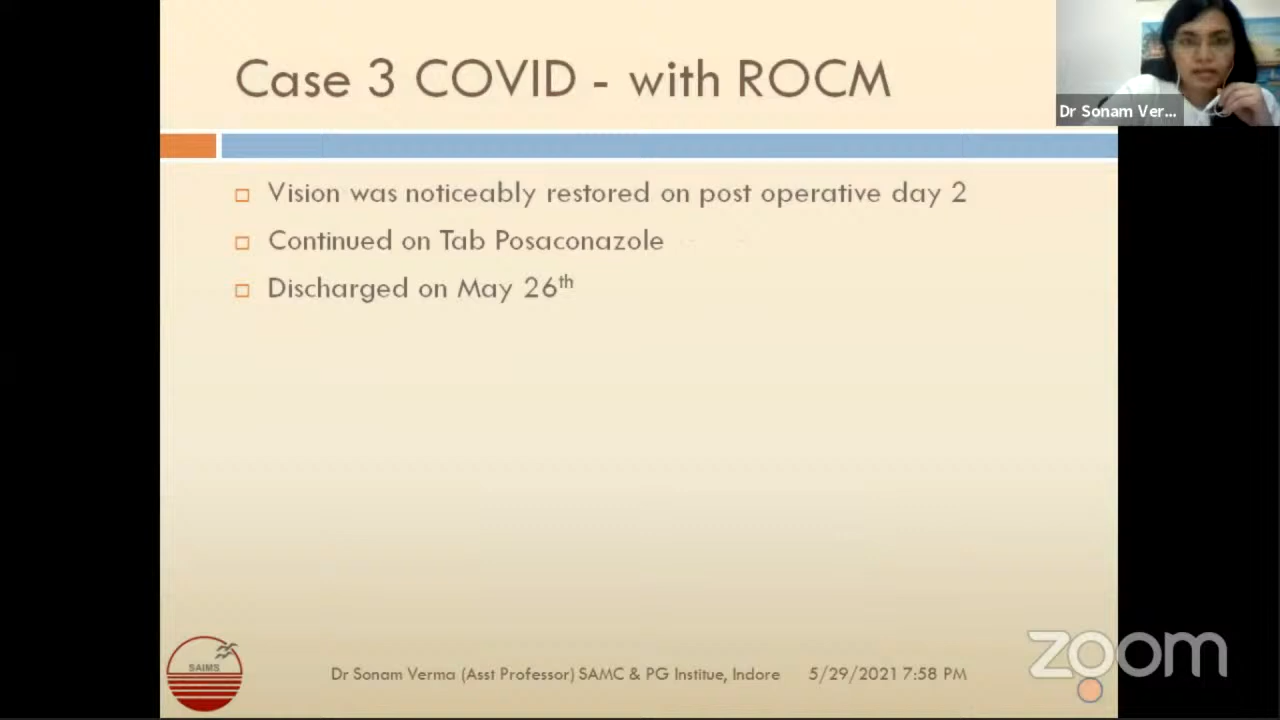 Case 3 COVID - with ROCM
Dr Sonam Ver...
Vision was noticeably restored on post operative day 2
Continued on Tab Posaconazole
Discharged on May 26th
SAIMS
Dr Sonam Verma (Asst Professor) SAMC & PG Institue, Indore 5/29/2021 7:58 PM
zoom